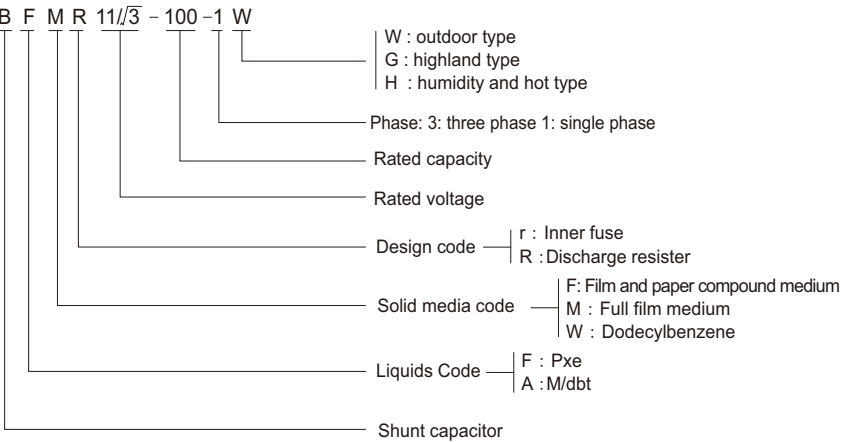 B F M R 11//√3 - 100 -1 W
W : outdoor type
G : highland type
H : humidity and hot type
Phase: 3: three phase 1: single phase
Rated capacity
Rated voltage
Design code
r : Inner fuse
R : Discharge resister
Solid media code
F: Film and paper compound medium
M : Full film medium
W : Dodecylbenzene
Liquids Code
F : Pxe
A : M/dbt
Shunt capacitor